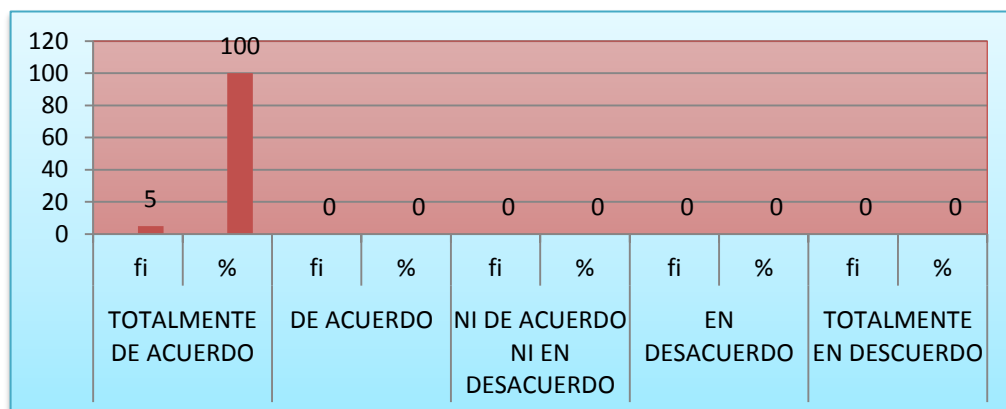 120
100
80
60
40
20
0
5
100
0
0
0
0
0
0
0
0
fi
%
fi
%
fi
%
fi
%
fi
%
TOTALMENTE
DE ACUERDO
DE ACUERDO
NI DE ACUERDO
NI EN
DESACUERDO
EN
DESACUERDO
TOTALMENTE
EN DESCUERDO